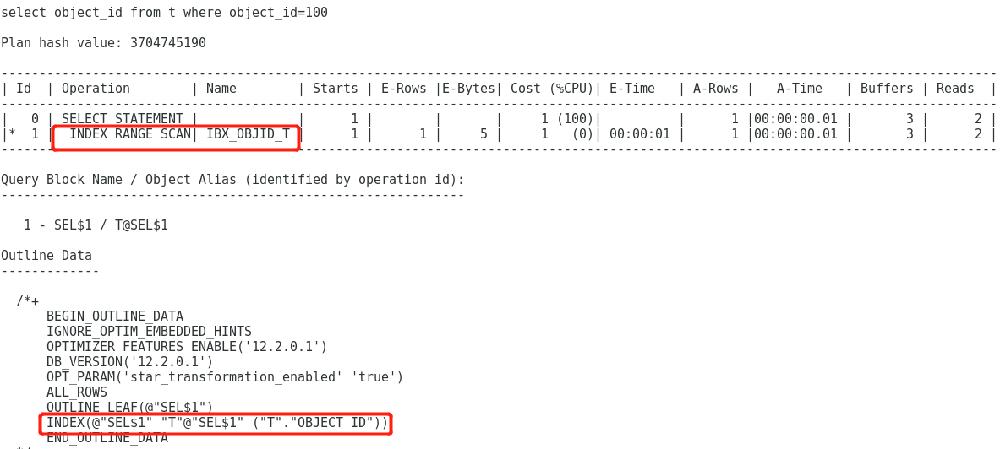 select object_id from t where object_id=100
Plan hash value: 3704745190
-----------------------------------------------------------------------------------------------------------------------------------
| Id  | Operation        | Name        | Starts | E-Rows |E-Bytes| Cost (%CPU)| E-Time   | A-Rows |   A-Time   | Buffers | Reads  |
-----------------------------------------------------------------------------------------------------------------------------------
|   0 | SELECT STATEMENT |             |      1 |        |       |     1 (100)|          |      1 |00:00:00.01 |       3 |      2 |
|*  1 |  INDEX RANGE SCAN| IBX_OBJID_T |      1 |      1 |     5 |     1   (0)| 00:00:01 |      1 |00:00:00.01 |       3 |      2 |
-----------------------------------------------------------------------------------------------------------------------------------
Query Block Name / Object Alias (identified by operation id):
-------------------------------------------------------------
   1 - SEL$1 / T@SEL$1
Outline Data
-------------
  /*+
      BEGIN_OUTLINE_DATA
      IGNORE_OPTIM_EMBEDDED_HINTS
      OPTIMIZER_FEATURES_ENABLE('12.2.0.1')
      DB_VERSION('12.2.0.1')
      OPT_PARAM('star_transformation_enabled' 'true')
      ALL_ROWS
      OUTLINE_LEAF(@"SEL$1")
      INDEX(@"SEL$1" "T"@"SEL$1" ("T"."OBJECT_ID"))
      END_OUTLINE_DATA